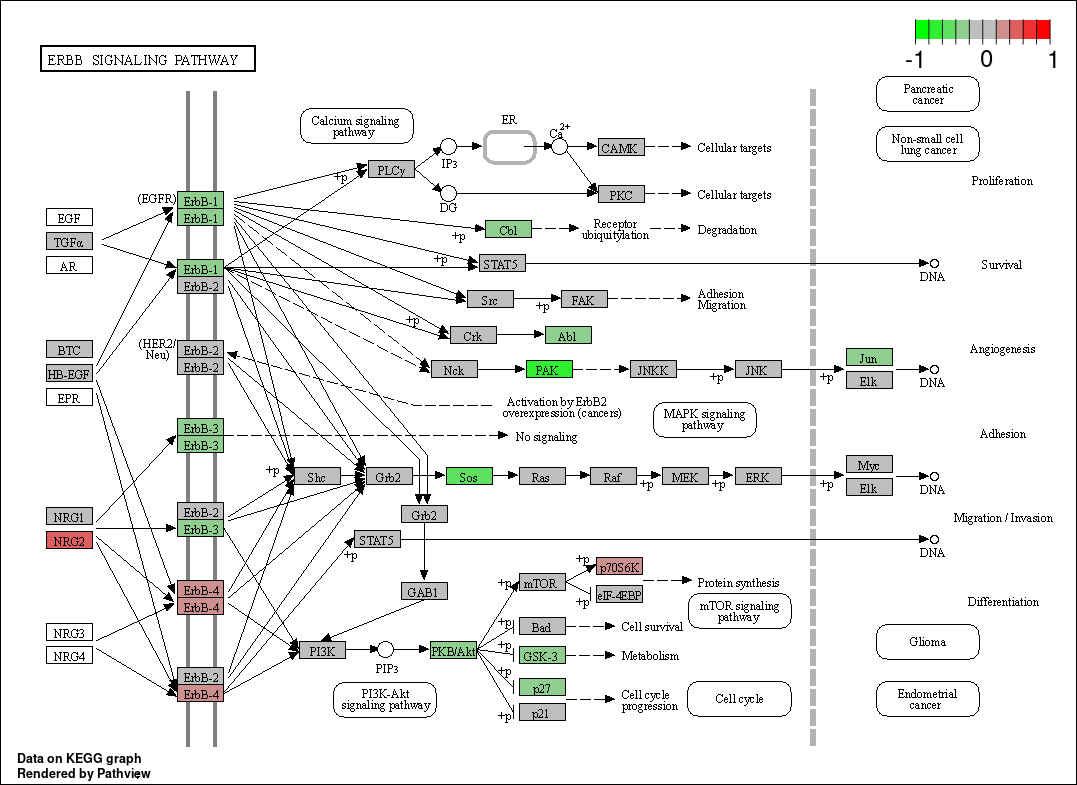 ERBB SIGNALING PATHWAY
-1 0 1
Pancreatic
cancer
Non-small cell
lung cancer
Calcium signaling
pathway
ER
Ca2+
IP3
DG
PLCγ
+p
CAMK
Cellular targets
PKC
Cellular targets
Proliferation
(EGFR)
ErbB-1
ErbB-1
EGF
TGFα
AR
Cbl
+p
Receptor
ubiquitylation
Degradation
ErbB-1
ErbB-2
+p
STAT5
DNA
Survival
Src
+p
FAK
Adhesion
Migration
+p
Crk
Abl
(HER2/
Neu)
ErbB-2
ErbB-2
BTC
HB-EGF
EPR
Nck
PAK
JNKK
+p
JNK
+p
Jun
Elk
DNA
Angiogenesis
Activation by ErbB2
overexpression (cancers)
MAPK signaling
pathway
ErbB-3
ErbB-3
No signaling
Adhesion
+p
Shc
Grb2
Sos
Ras
Raf
+p
MEK
+p
ERK
+p
Myc
Elk
DNA
NRG1
NRG2
ErbB-2
ErbB-3
Grb2
STAT5
+p
DNA
Migration / Invasion
ErbB-4
ErbB-4
GAB1
+p
mTOR
+p
p70S6K
+p
eIF-4EBP
Protein synthesis
mTOR signaling
pathway
Differentiation
NRG3
NRG4
PI3K
PIP3
PKB/Akt
+p
Bad
Cell survival
+p
GSK-3
Metabolism
Glioma
ErbB-2
ErbB-4
PI3K-Akt
signaling pathway
+p
p27
+p
p21
Cell cycle
progression
Cell cycle
Endometrial
cancer
Data on KEGG graph
Rendered by Pathview